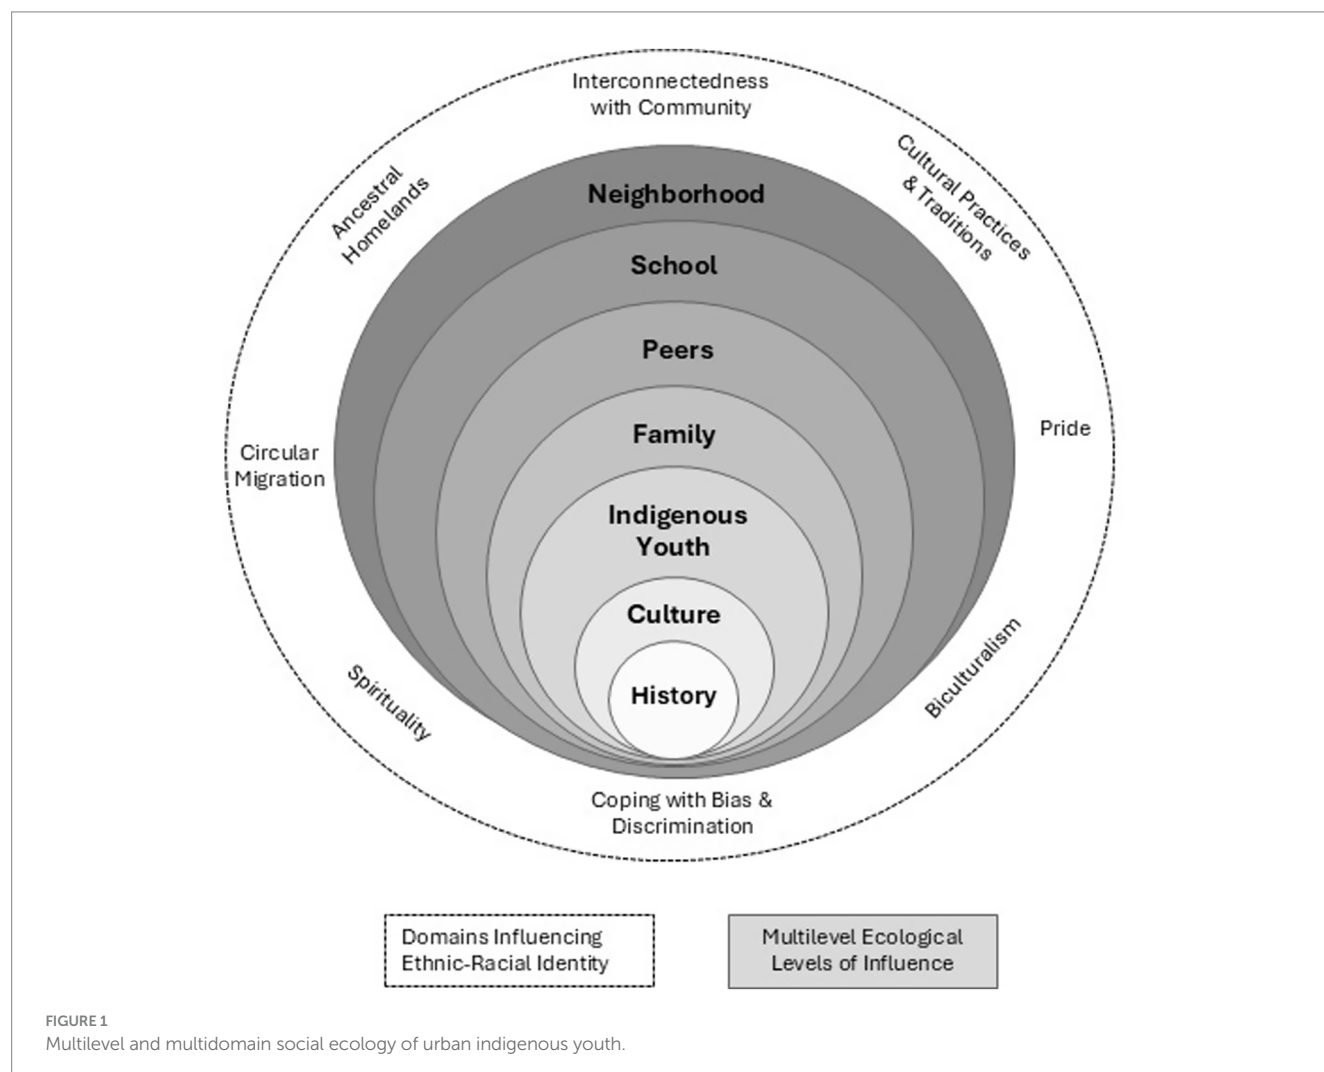 Interconnectedness
with Community
Cultural Practices
& Traditions
Ancestral
Homelands
Neighborhood
School
Peers
Family
Pride
Circular
Migration
Indigenous
Youth
Culture
History
Biculturalism
Spirituality
Coping with Bias &
Discrimination
Domains Influencing
Ethnic-Racial Identity
Multilevel Ecological
Levels of Influence
FIGURE 1
Multilevel and multidomain social ecology of urban indigenous youth.